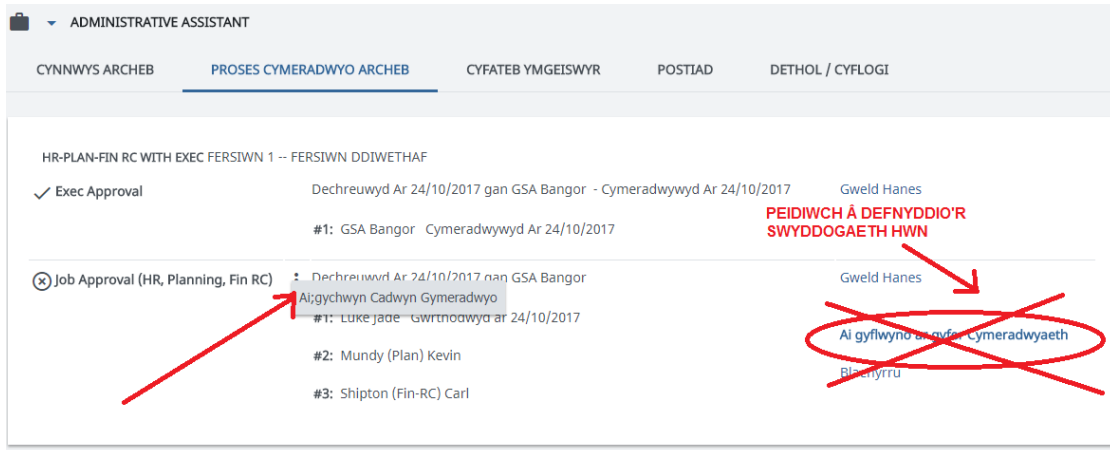 ADMINISTRATIVE ASSISTANT
CYNNWYS ARCHEB PROSES CYMERADWYO ARCHEB CYFATEB YMGEISWYR POSTIAD DETHOL / CYFLOGI
HR-PLAN-FIN RC WITH EXEC FERSIWN 1 -- FERSIWN DDIWETHAF
Exec Approval Dechreuwyd Ar 24/10/2017 gan GSA Bangor - Cymeradwywyd Ar 24/10/2017 Gweld Hanes
#1: GSA Bangor Cymeradwywyd Ar 24/10/2017
PEIDIWCH Â DEFNYDDIO'R
SWYDDOGAETH HWN
Job Approval (HR, Planning, Fin RC) Dechreuwyd Ar 24/10/2017 gan GSA Bangor Gweld Hanes
Ai;gychwyn Cadwyn Gymeradwyo
#1: Luke Jade Gwrthodwyd ar 24/10/2017
Ai gyflwyno ar gyfer Cymeradwyaeth
#2: Mundy (Plan) Kevin
Blaenyrru
#3: Shipton (Fin-RC) Carl